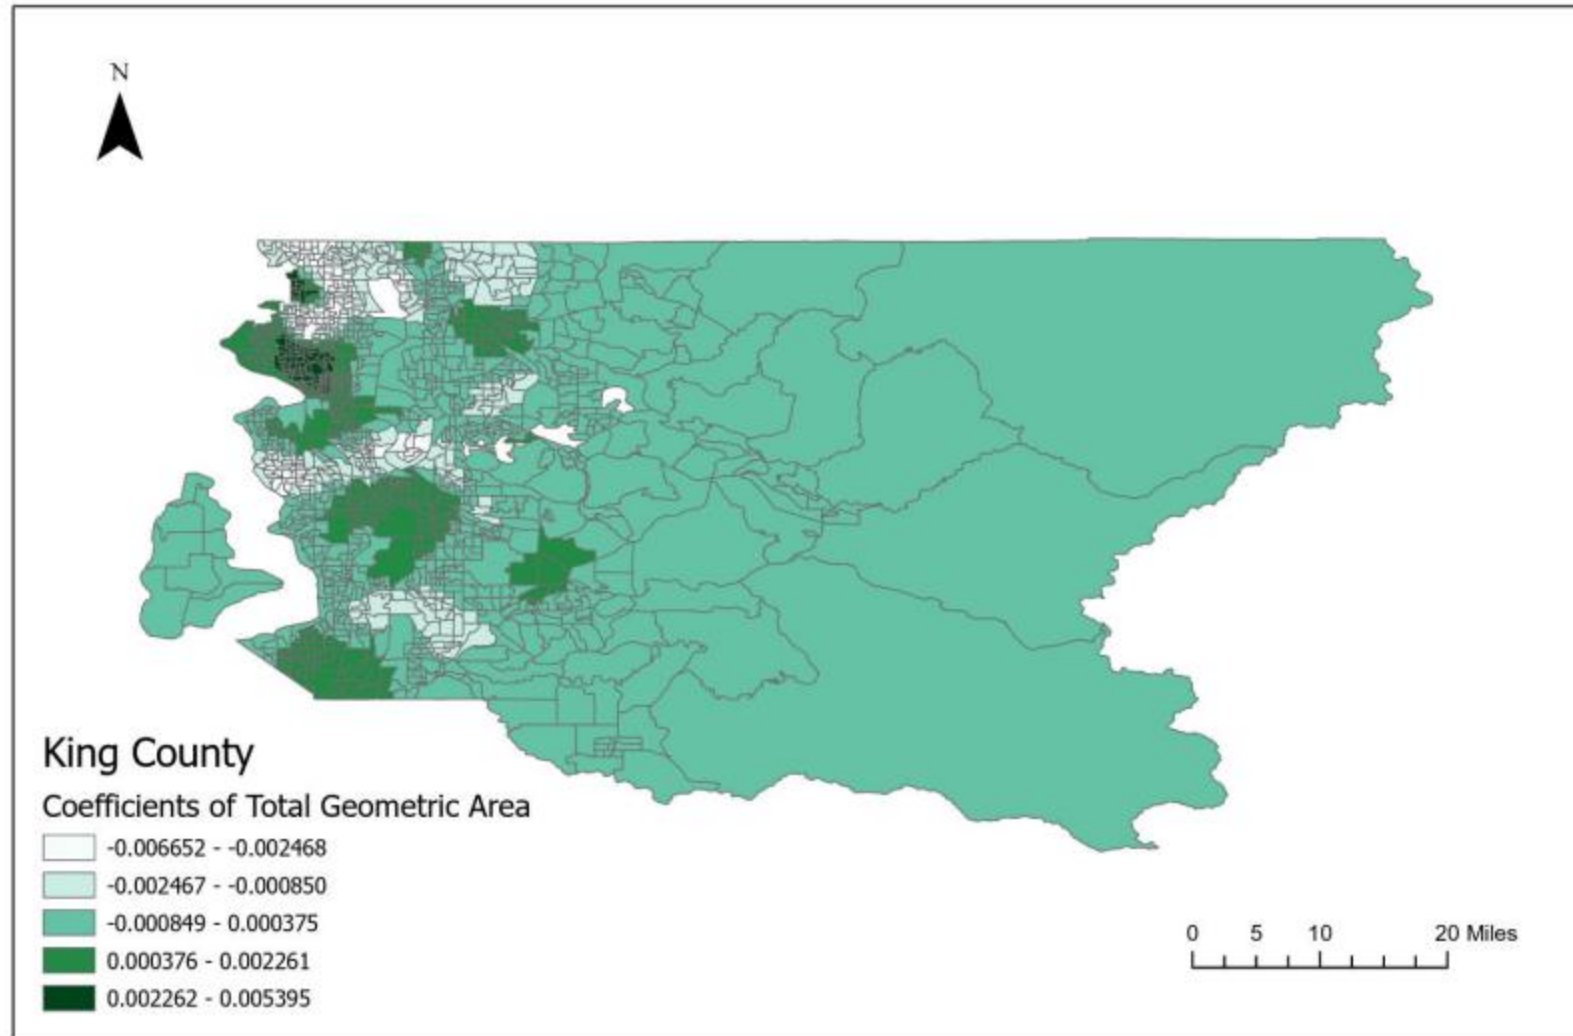 N
King County
Coefficients of Total Geometric Area
-0.006652 - -0.002468
-0.002467 - -0.000850
-0.000849 - 0.000375
0.000376 - 0.002261
0.002262 - 0.005395
0 5 10 20 Miles